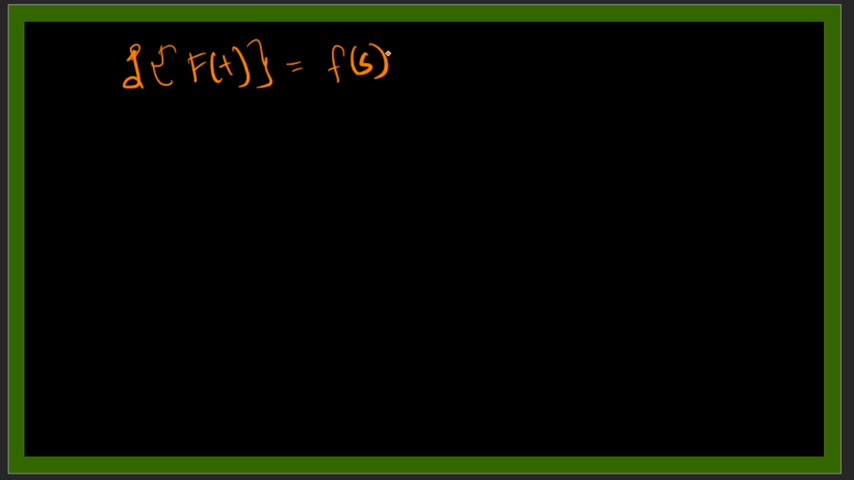 ℒ{F(t)} = f(s)